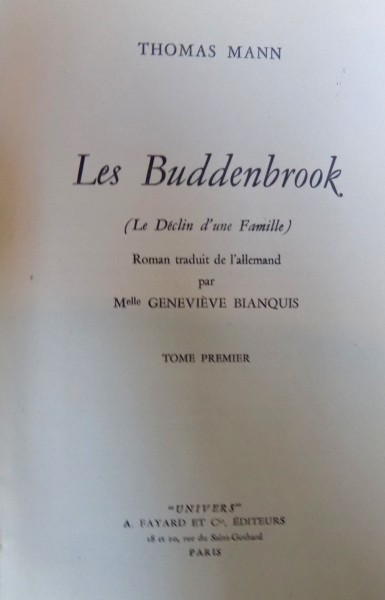 THOMAS MANN
Les Buddenbrook
(Le Déclin d'une Famille)
Roman traduit de l'allemand
par
Melle GENEVIÈVE BIANQUIS
TOME PREMIER
"UNIVERS"
A. FAYARD ET Cie, ÉDITEURS
18 et 20, rue du Saint-Gothard
PARIS